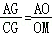 AG/CG = AO/OM